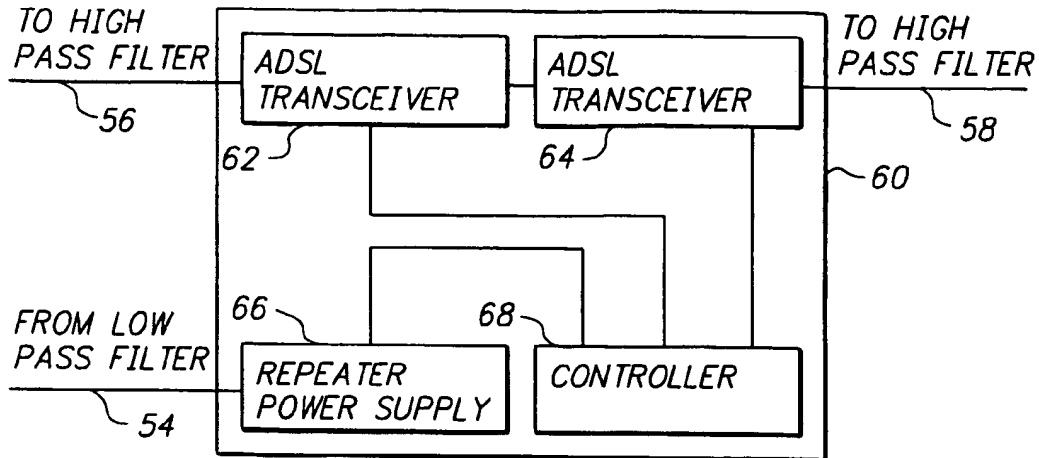 TO HIGH
PASS FILTER
56
ADSL
TRANSCEIVER
62
ADSL
TRANSCEIVER
64
TO HIGH
PASS FILTER
58
60
FROM LOW
PASS FILTER
54
66
REPEATER
POWER SUPPLY
68
CONTROLLER